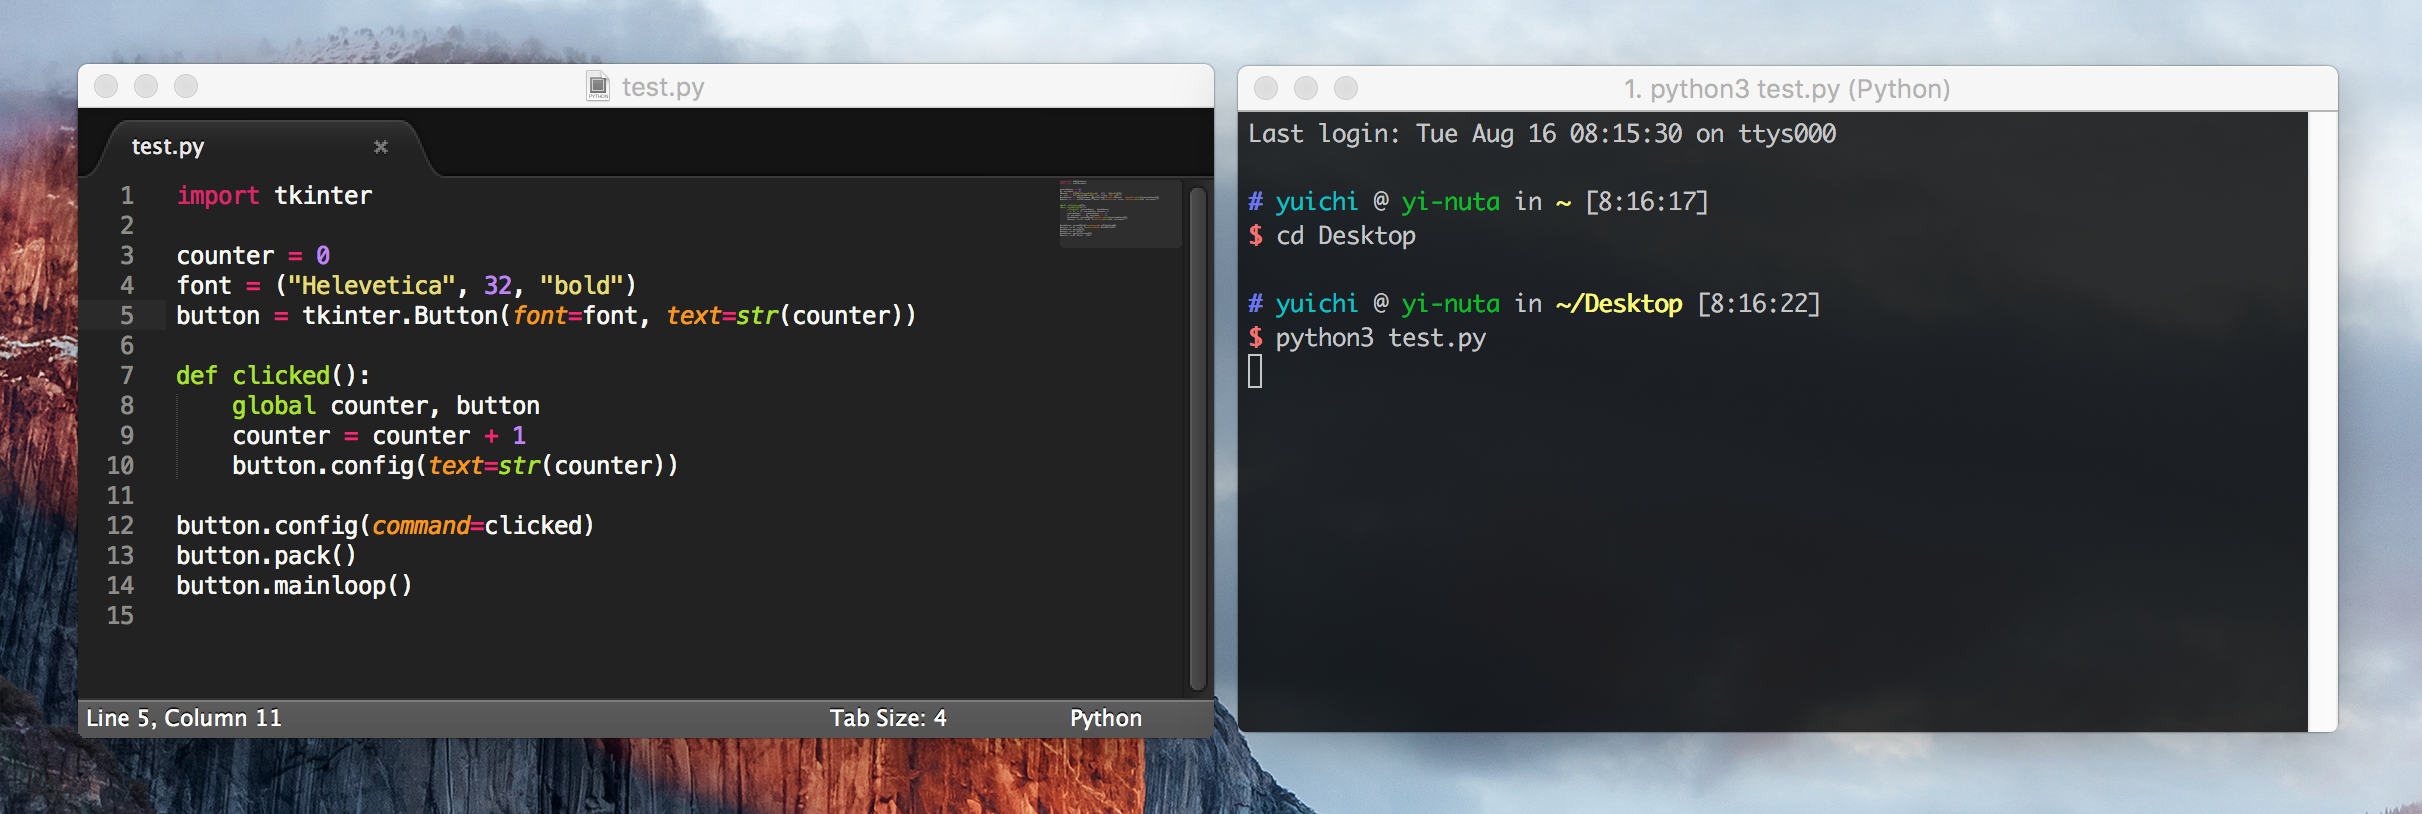 test.py
test.py
1 import tkinter
2
3 counter = 0
4 font = ("Helevetica", 32, "bold")
5 button = tkinter.Button(font=font, text=str(counter))
6
7 def clicked():
8     global counter, button
9     counter = counter + 1
10     button.config(text=str(counter))
11
12 button.config(command=clicked)
13 button.pack()
14 button.mainloop()
15
Line 5, Column 11 Tab Size: 4 Python
1. python3 test.py (Python)
Last login: Tue Aug 16 08:15:30 on ttys000
# yuichi @ yi-nuta in ~ [8:16:17]
$ cd Desktop
# yuichi @ yi-nuta in ~/Desktop [8:16:22]
$ python3 test.py